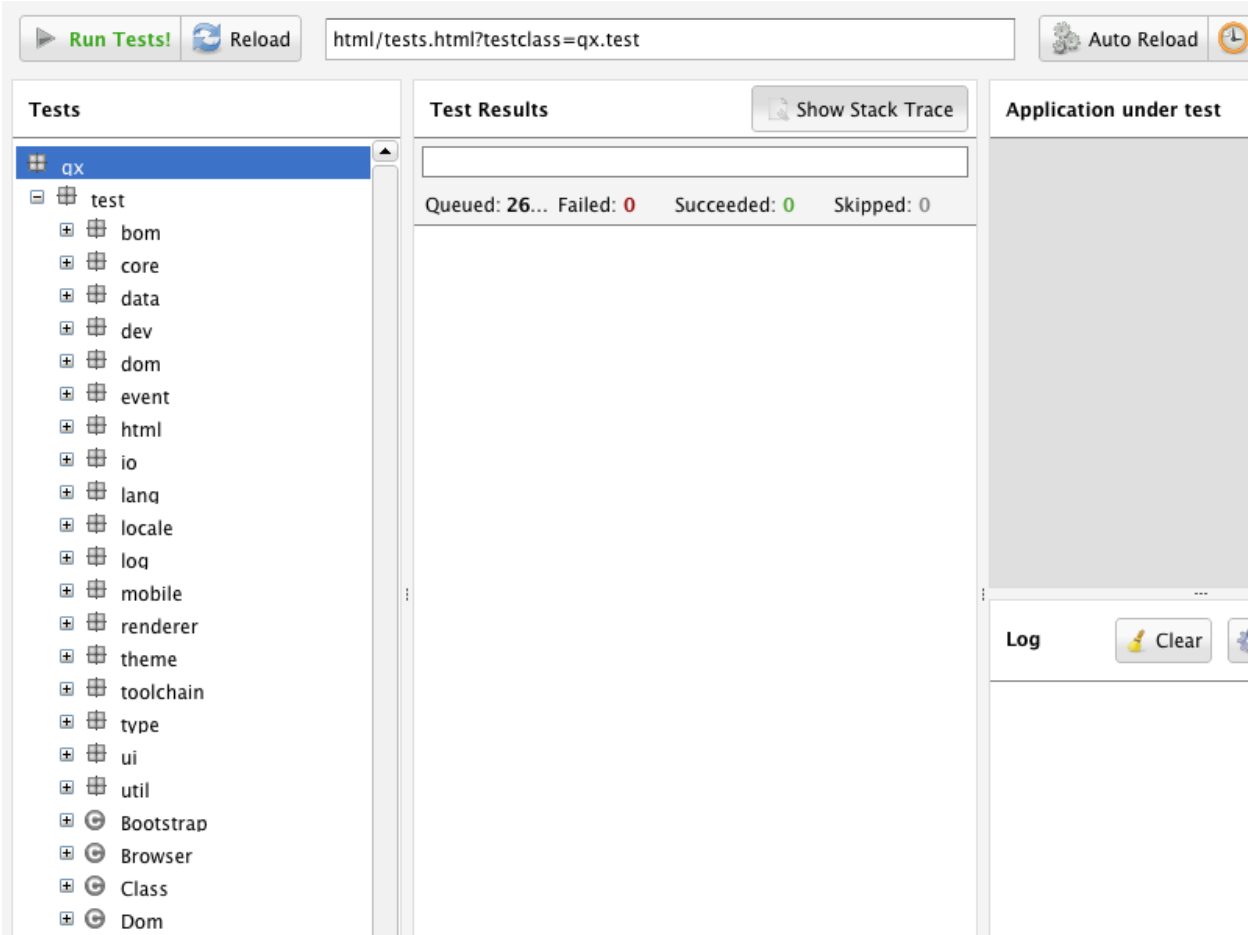 Run Tests! Reload html/tests.html?testclass=qx.test Auto Reload
Tests
qx
test
bom
core
data
dev
dom
event
html
io
lang
locale
log
mobile
renderer
theme
toolchain
type
ui
util
Bootstrap
Browser
Class
Dom
Test Results Show Stack Trace
Queued: 26... Failed: 0 Succeeded: 0 Skipped: 0
Application under test
Log Clear